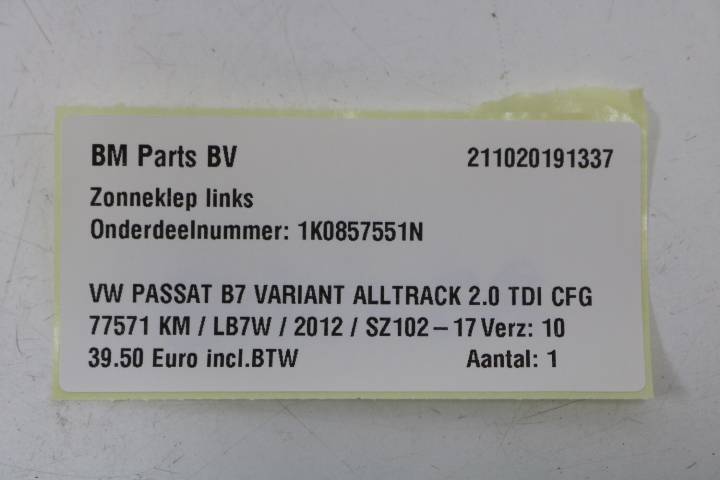 BM Parts BV 211020191337
Zonneklep links
Onderdeelnummer: 1K0857551N
VW PASSAT B7 VARIANT ALLTRACK 2.0 TDI CFG
77571 KM / LB7W / 2012 / SZ102-17 Verz: 10
39.50 Euro incl.BTW Aantal: 1